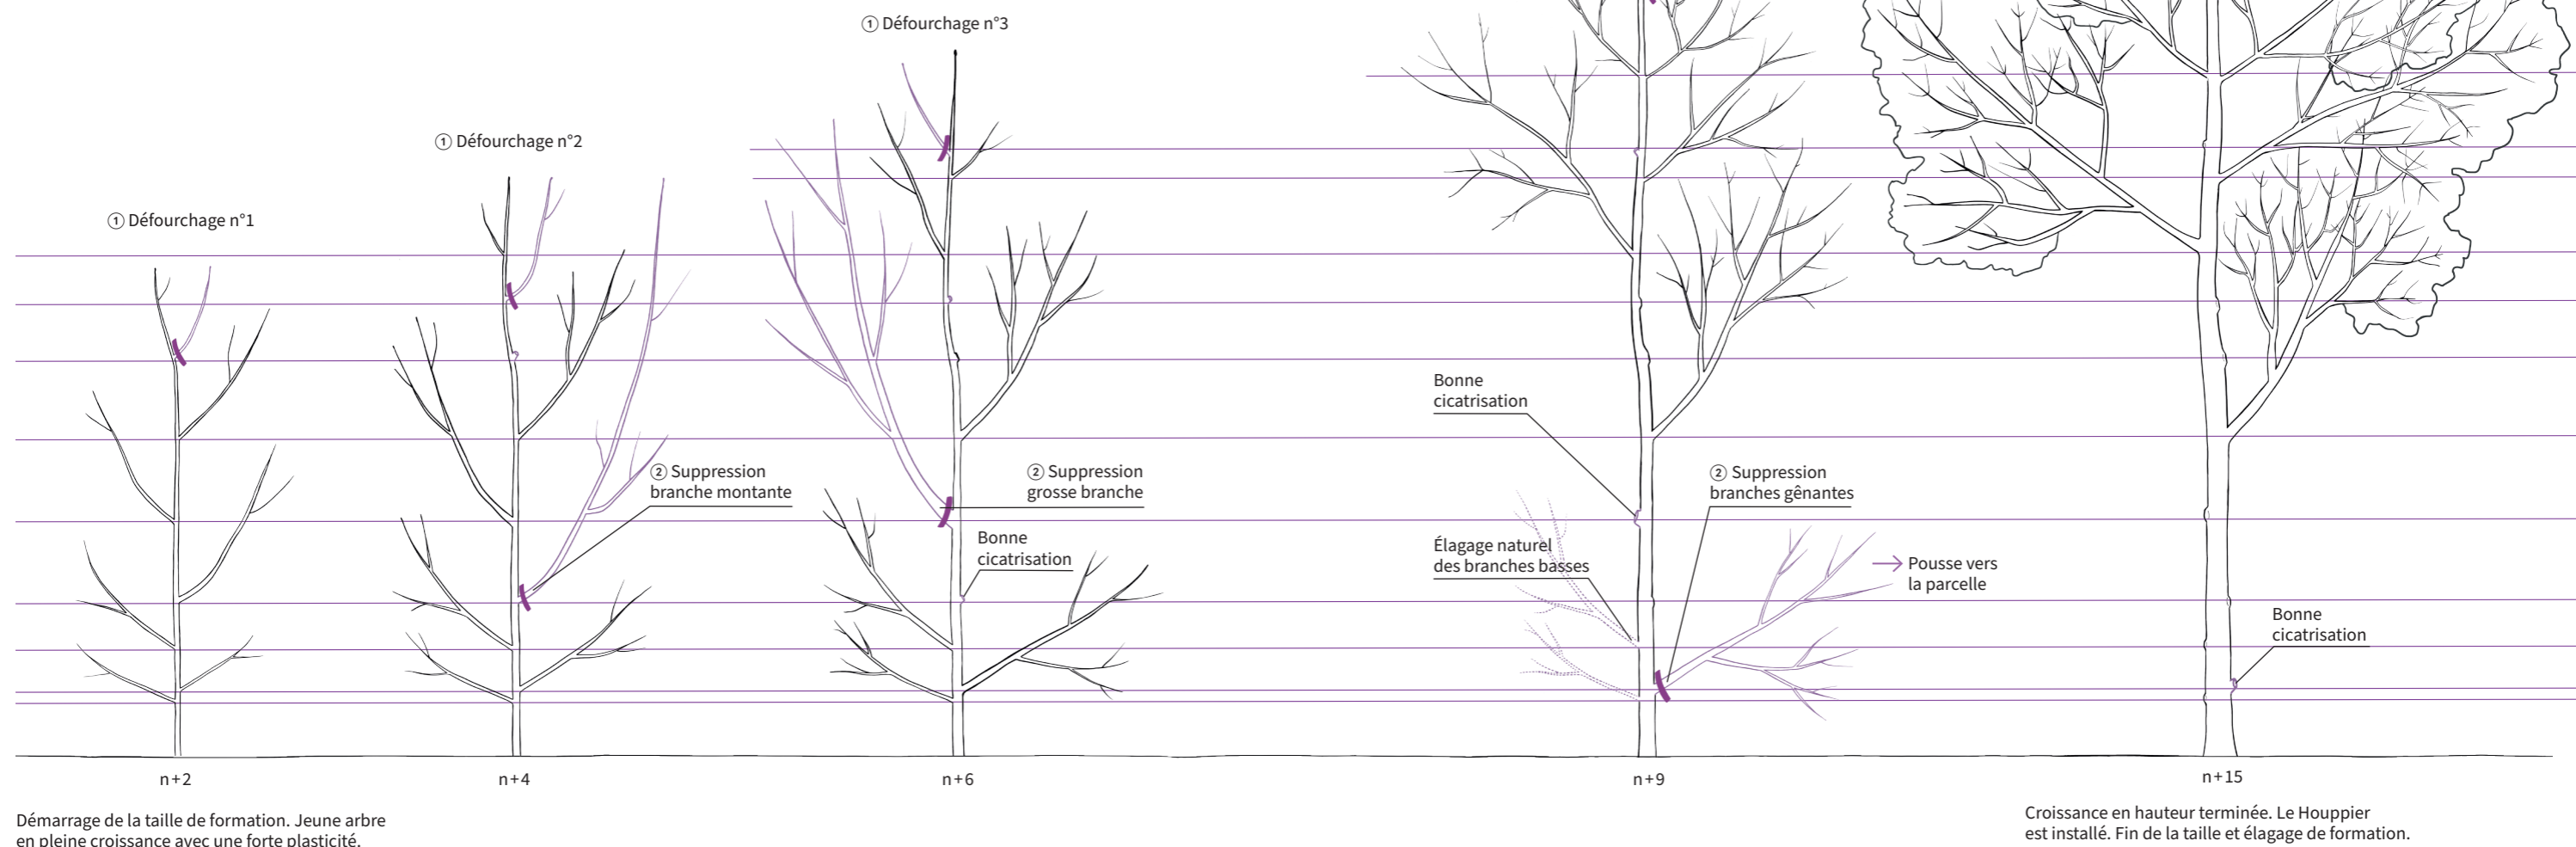 ① Défourchage n°1
① Défourchage n°2
① Défourchage n°3
② Suppression
branche montante
② Suppression
grosse branche
Bonne
cicatrisation
Bonne
cicatrisation
Élagage naturel
des branches basses
② Suppression
branches gênantes
→ Pousse vers
la parcelle
Bonne
cicatrisation
n+2
n+4
n+6
n+9
n+15
Démarrage de la taille de formation. Jeune arbre
en pleine croissance avec une forte plasticité.
Croissance en hauteur terminée. Le Houppier
est installé. Fin de la taille et élagage de formation.